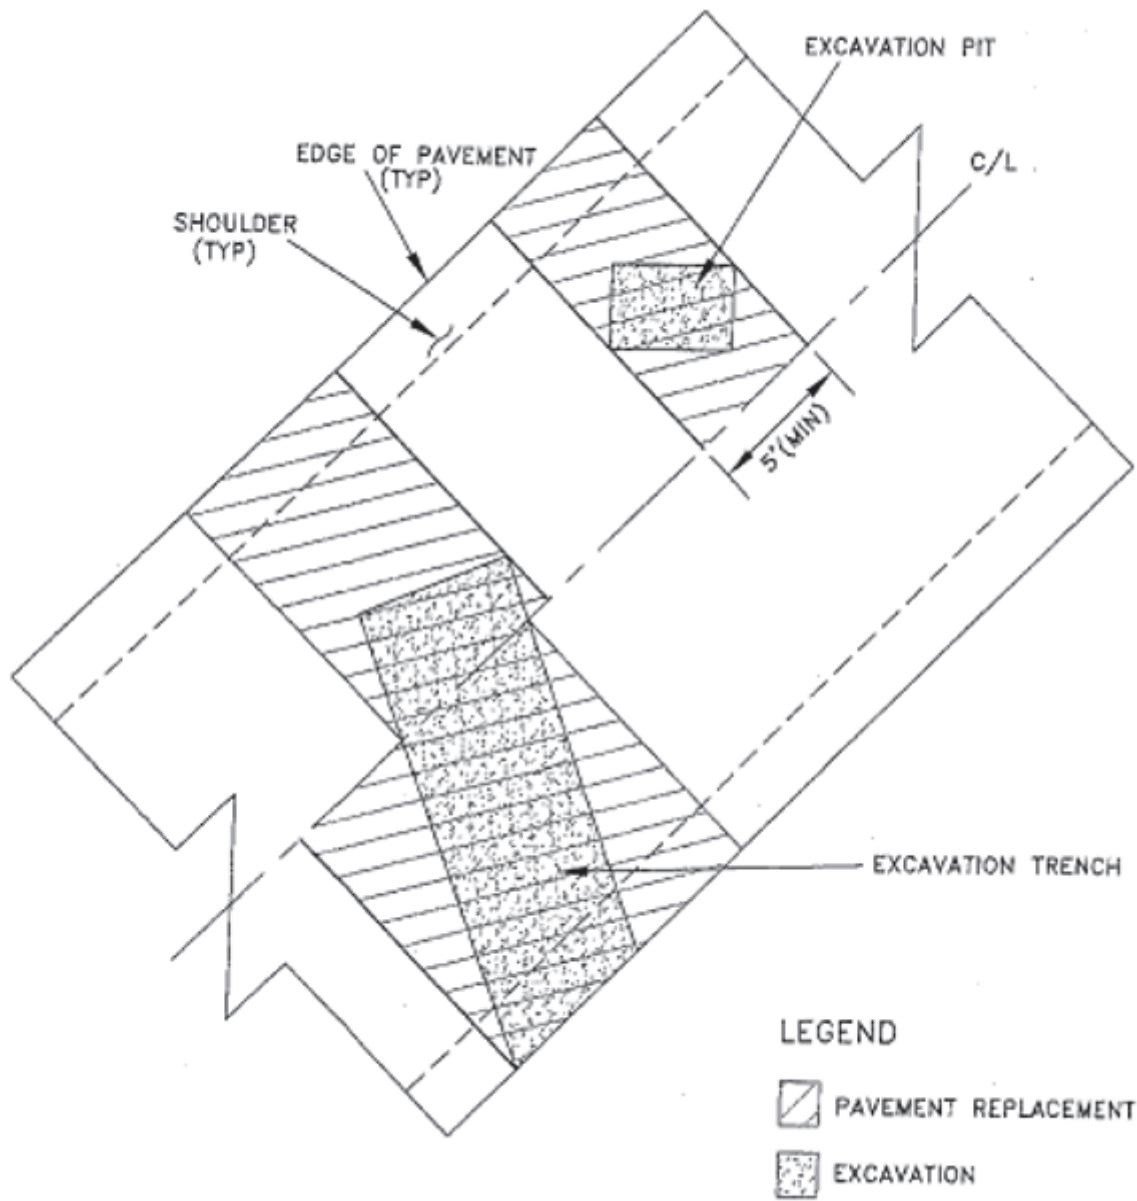 EXCAVATION PIT
EDGE OF PAVEMENT
(TYP)
C/L
SHOULDER
(TYP)
5'(MIN)
EXCAVATION TRENCH
LEGEND
PAVEMENT REPLACEMENT
EXCAVATION